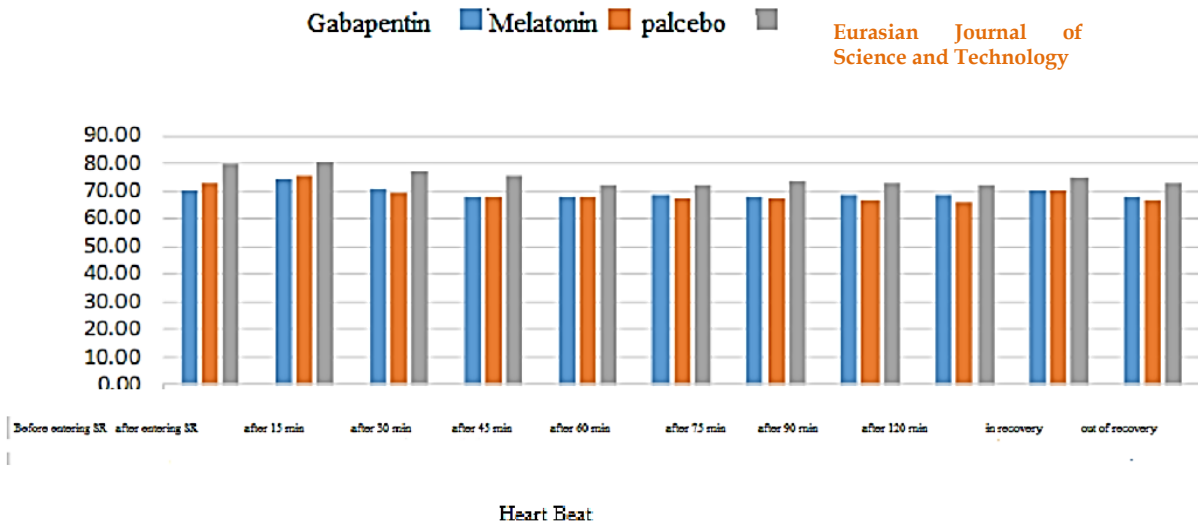 Gabapentin Melatonin palcebo
Eurasian Journal of
Science and Technology
90.00
80.00
70.00
60.00
50.00
40.00
30.00
20.00
10.00
0.00
Before entering SR after entering SR after 15 min after 30 min after 45 min after 60 min after 75 min after 90 min after 120 min in recovery out of recovery
Heart Beat